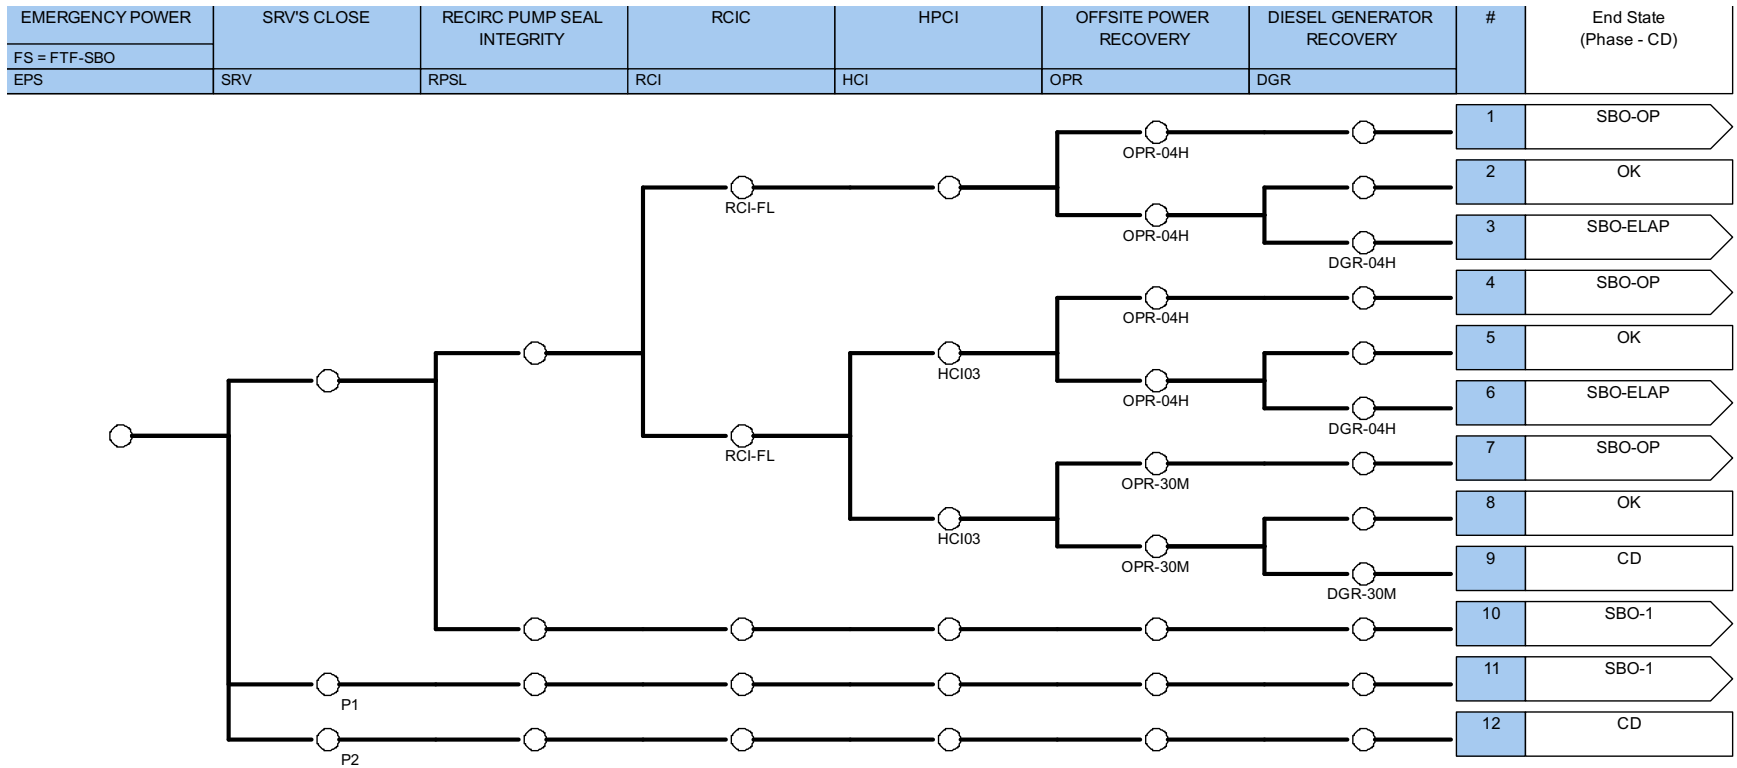 EMERGENCY POWER
FS = FTF-SBO
EPS
SRV'S CLOSE
SRV
RECIRC PUMP SEAL
INTEGRITY
RPSL
RCIC
RCI
HPCI
HCI
OFFSITE POWER
RECOVERY
OPR
DIESEL GENERATOR
RECOVERY
DGR
#
End State
(Phase - CD)
1
SBO-OP
OPR-04H
2
OK
RCI-FL
3
SBO-ELAP
OPR-04H
DGR-04H
4
SBO-OP
OPR-04H
5
OK
HCI03
6
SBO-ELAP
OPR-04H
DGR-04H
7
SBO-OP
RCI-FL
OPR-30M
8
OK
HCI03
9
CD
OPR-30M
DGR-30M
10
SBO-1
11
SBO-1
P1
12
CD
P2